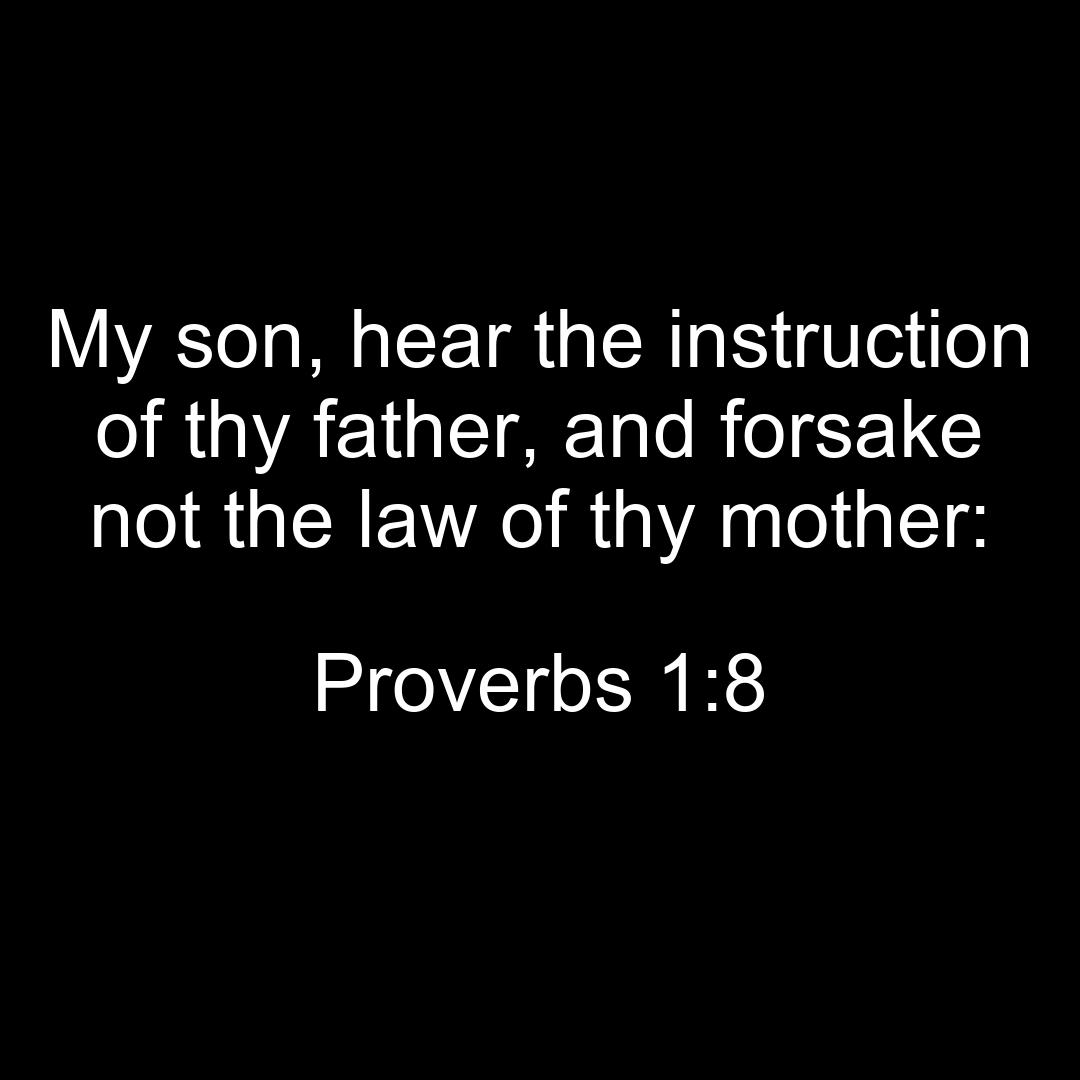 My son, hear the instruction
of thy father, and forsake
not the law of thy mother:
Proverbs 1:8